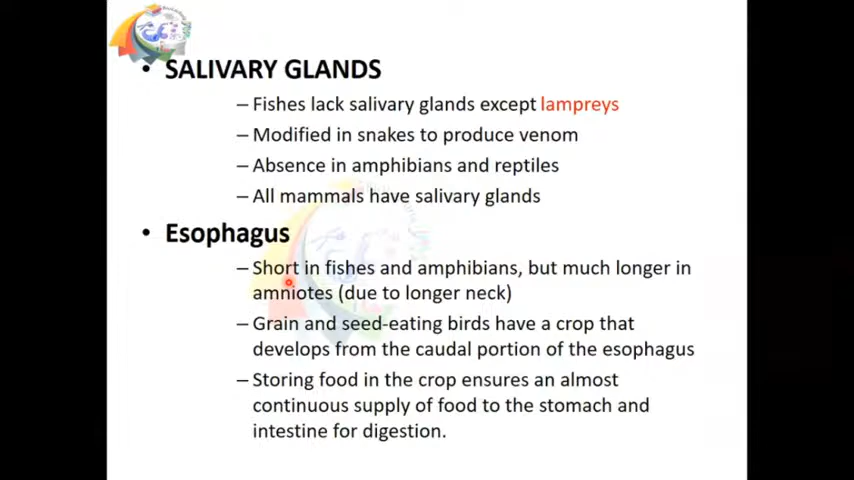 • SALIVARY GLANDS
– Fishes lack salivary glands except lampreys
– Modified in snakes to produce venom
– Absence in amphibians and reptiles
– All mammals have salivary glands
• Esophagus
– Short in fishes and amphibians, but much longer in
amniotes (due to longer neck)
– Grain and seed-eating birds have a crop that
develops from the caudal portion of the esophagus
– Storing food in the crop ensures an almost
continuous supply of food to the stomach and
intestine for digestion.